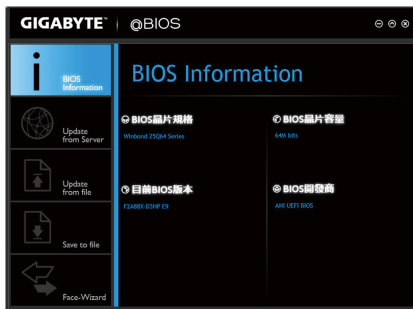 GIGABYTE™ @BIOS
BIOS
Information
Update
from Server
Update
from file
Save to file
Face-Wizard
BIOS Information
BIOS晶片規格
Winbond 25Q64 Series
BIOS晶片容量
64M bits
目前BIOS版本
F2A88X-D3HP E9
BIOS開發商
AMI UEFI BIOS